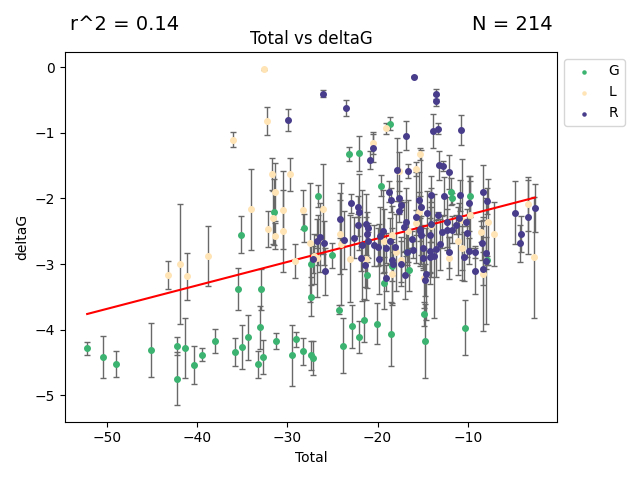 r^2 = 0.14
N = 214
Total vs deltaG
G
L
R
deltaG
0
−1
−2
−3
−4
−5
−50
−40
−30
−20
−10
Total